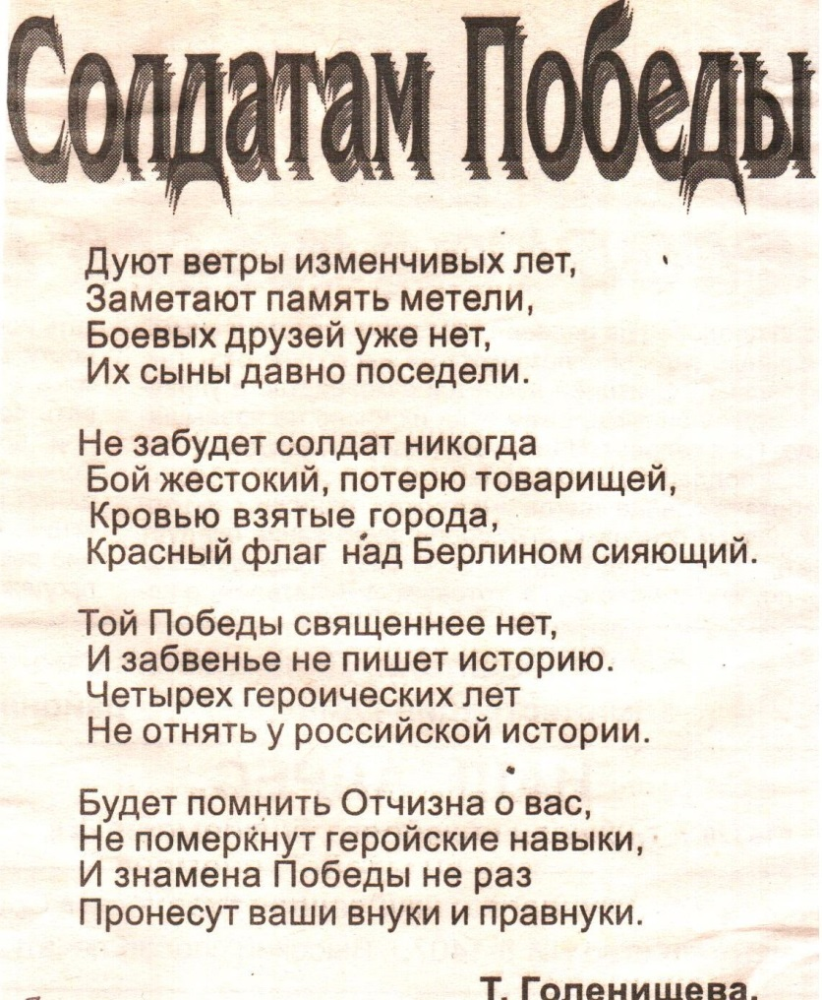 Солдатам Победы
Дуют ветры изменчивых лет,
Заметают память метели,
Боевых друзей уже нет,
Их сыны давно поседели.
Не забудет солдат никогда
Бой жестокий, потерю товарищей,
Кровью взятые города,
Красный флаг над Берлином сияющий.
Той Победы священнее нет,
И забвенье не пишет историю.
Четырех героических лет
Не отнять у российской истории.
Будет помнить Отчизна о вас,
Не померкнут геройские навыки,
И знамена Победы не раз
Пронесут ваши внуки и правнуки.
Т. Голенищева.